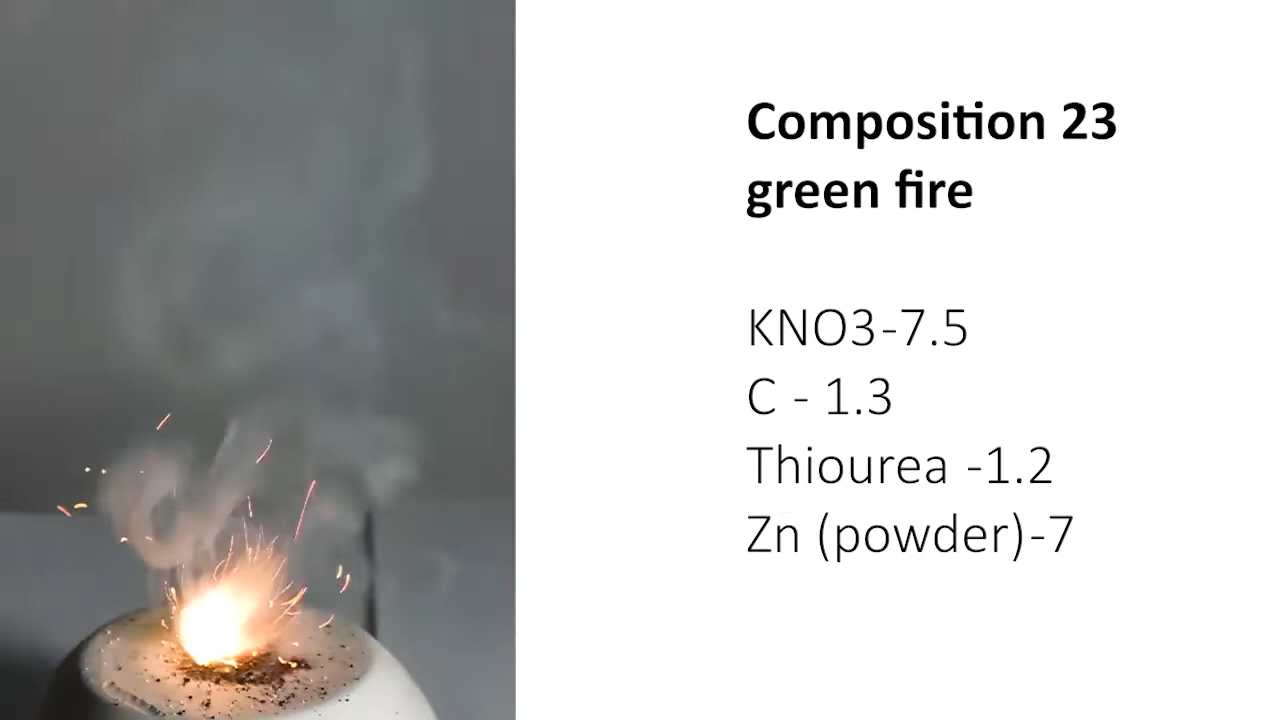 Composition 23
green fire
KNO3-7.5
C - 1.3
Thiourea -1.2
Zn (powder)-7